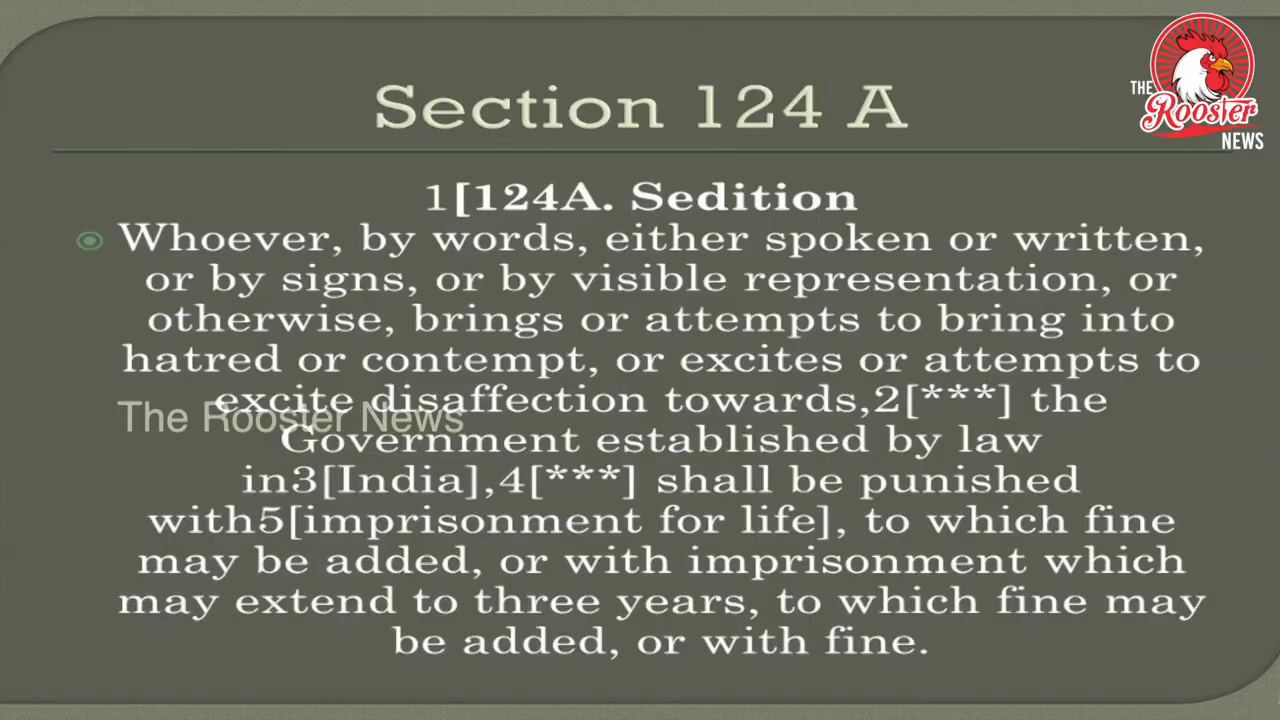 THE
Rooster
NEWS
Section 124 A
1[124A. Sedition
Whoever, by words, either spoken or written,
or by signs, or by visible representation, or
otherwise, brings or attempts to bring into
hatred or contempt, or excites or attempts to
excite disaffection towards,2[***] the
The Rooster News
Government established by law
in3[India],4[***] shall be punished
with5[imprisonment for life], to which fine
may be added, or with imprisonment which
may extend to three years, to which fine may
be added, or with fine.